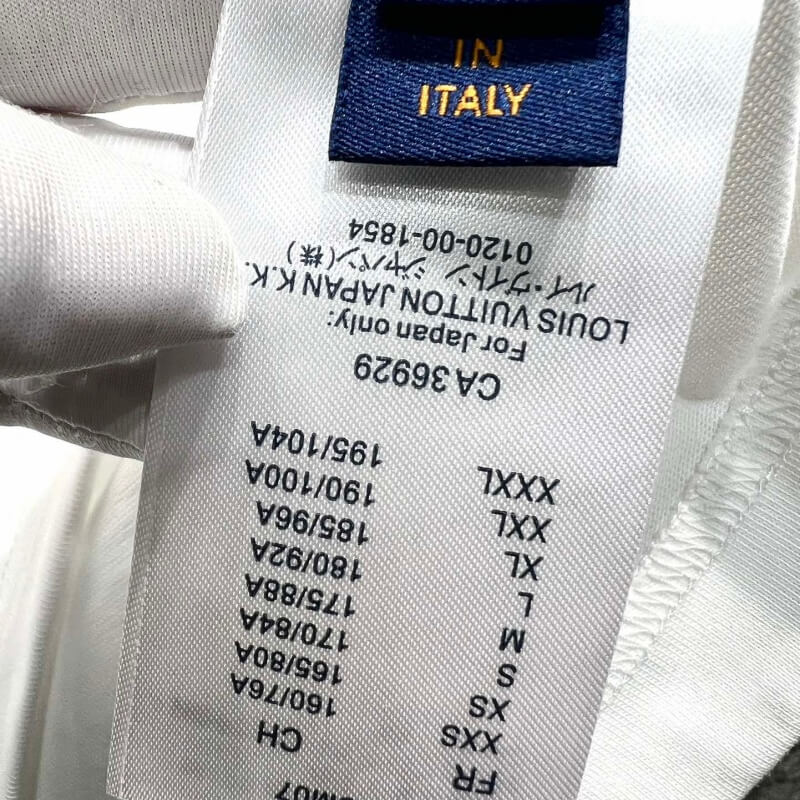 IN
ITALY
FR CH
XXS 160/76A
XS 165/80A
S 170/84A
M 175/88A
L 180/92A
XL 185/96A
XXL 190/100A
XXXL 195/104A
CA 36929
For Japan only:
LOUIS VUITTON JAPAN K.K.
ルイ・ヴィトン ジャパン(株)
0120-00-1854